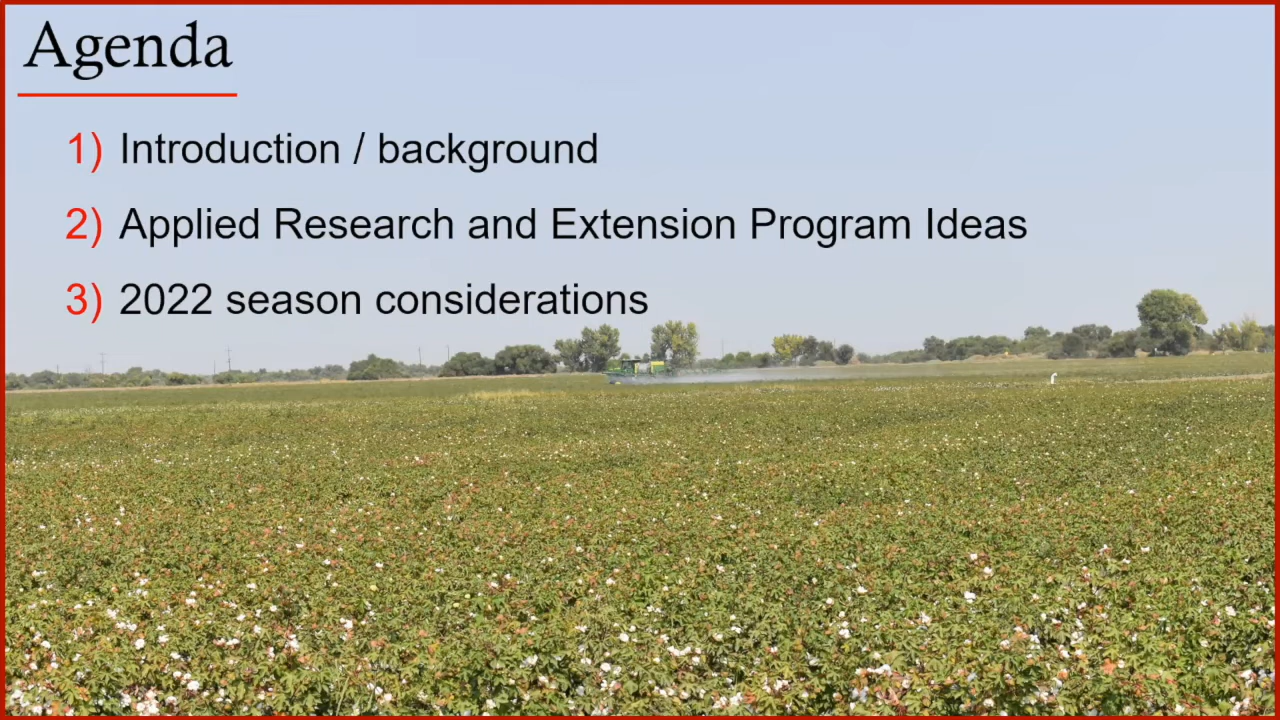 Agenda
1) Introduction / background
2) Applied Research and Extension Program Ideas
3) 2022 season considerations